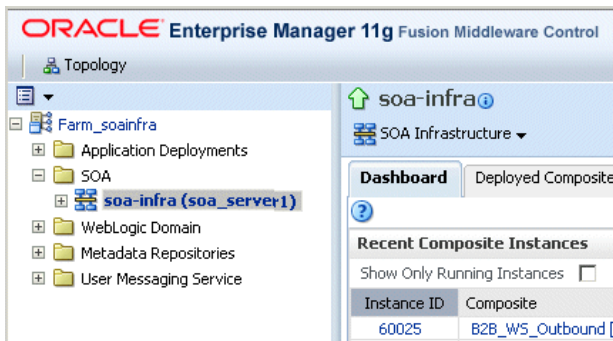 ORACLE Enterprise Manager 11g Fusion Middleware Control
Topology
Farm_soainfra
Application Deployments
SOA
soa-infra (soa_server1)
WebLogic Domain
Metadata Repositories
User Messaging Service
soa-infra
SOA Infrastructure
Dashboard Deployed Composite
Recent Composite Instances
Show Only Running Instances
Instance ID Composite
60025 B2B_WS_Outbound [